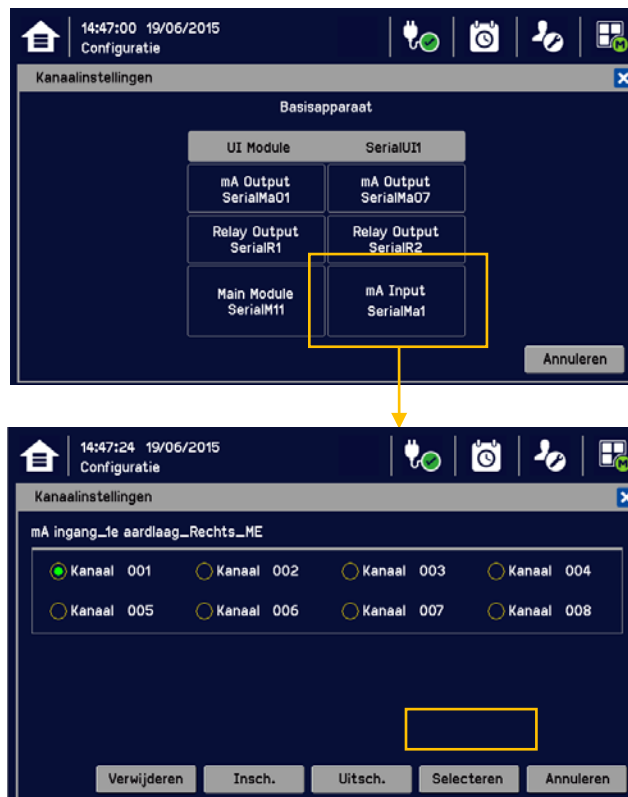 14:47:00 19/06/2015
Configuratie
Kanaalinstellingen
Basisapparaat
UI Module SerialUI1
mA Output mA Output
SerialMa01 SerialMa07
Relay Output Relay Output
SerialR1 SerialR2
Main Module mA Input
SerialM11 SerialMa1
Annuleren
14:47:24 19/06/2015
Configuratie
Kanaalinstellingen
mA ingang_1e aardlaag_Rechts_ME
Kanaal 001 Kanaal 002 Kanaal 003 Kanaal 004
Kanaal 005 Kanaal 006 Kanaal 007 Kanaal 008
Verwijderen Insch. Uitsch. Selecteren Annuleren